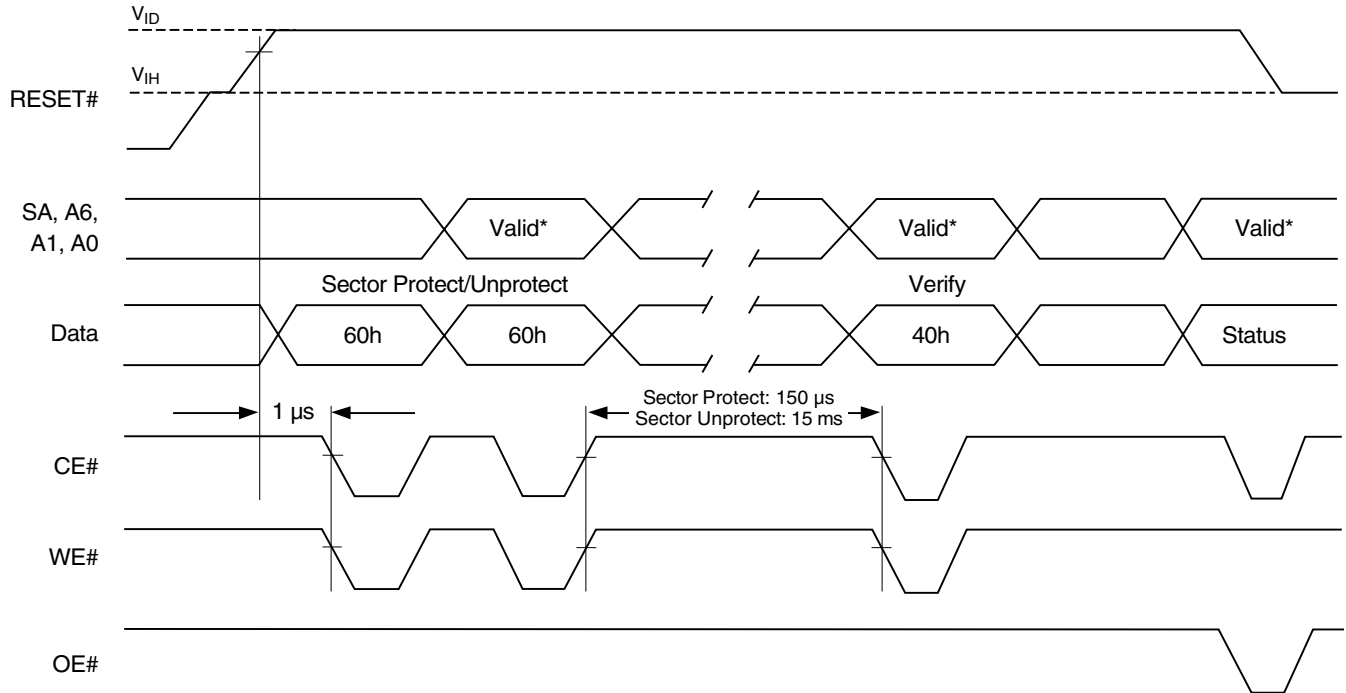 VID
VIH
RESET#
SA, A6,
A1, A0
Valid*
Valid*
Valid*
Sector Protect/Unprotect
Verify
Data
60h
60h
40h
Status
1 µs
Sector Protect: 150 µs
Sector Unprotect: 15 ms
CE#
WE#
OE#